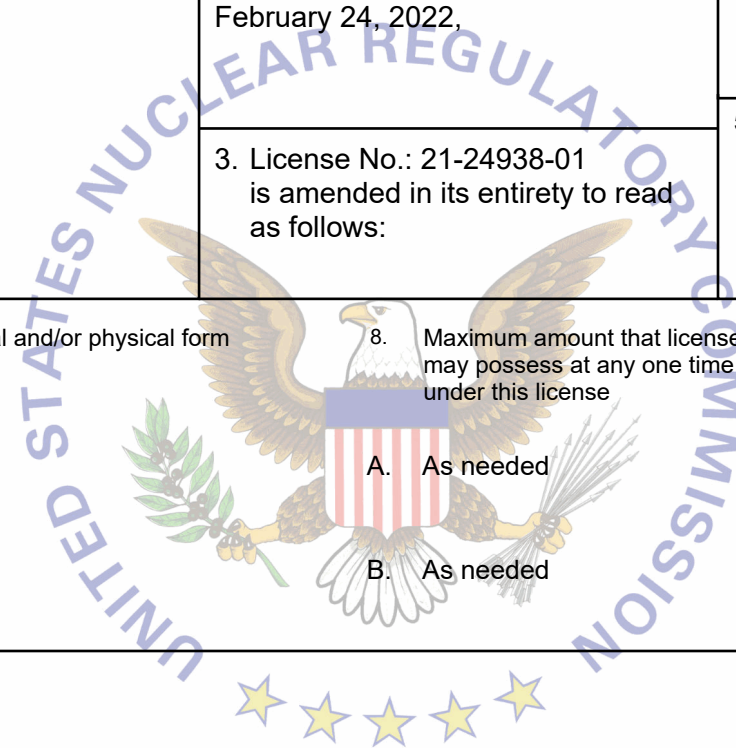 February 24, 2022,
3. License No.: 21-24938-01
is amended in its entirety to read
as follows:
and/or physical form
8. Maximum amount that
may possess at any one time
under this license
A. As needed
B. As needed
UNITED STATES NUCLEAR REGULATORY COMMISSION